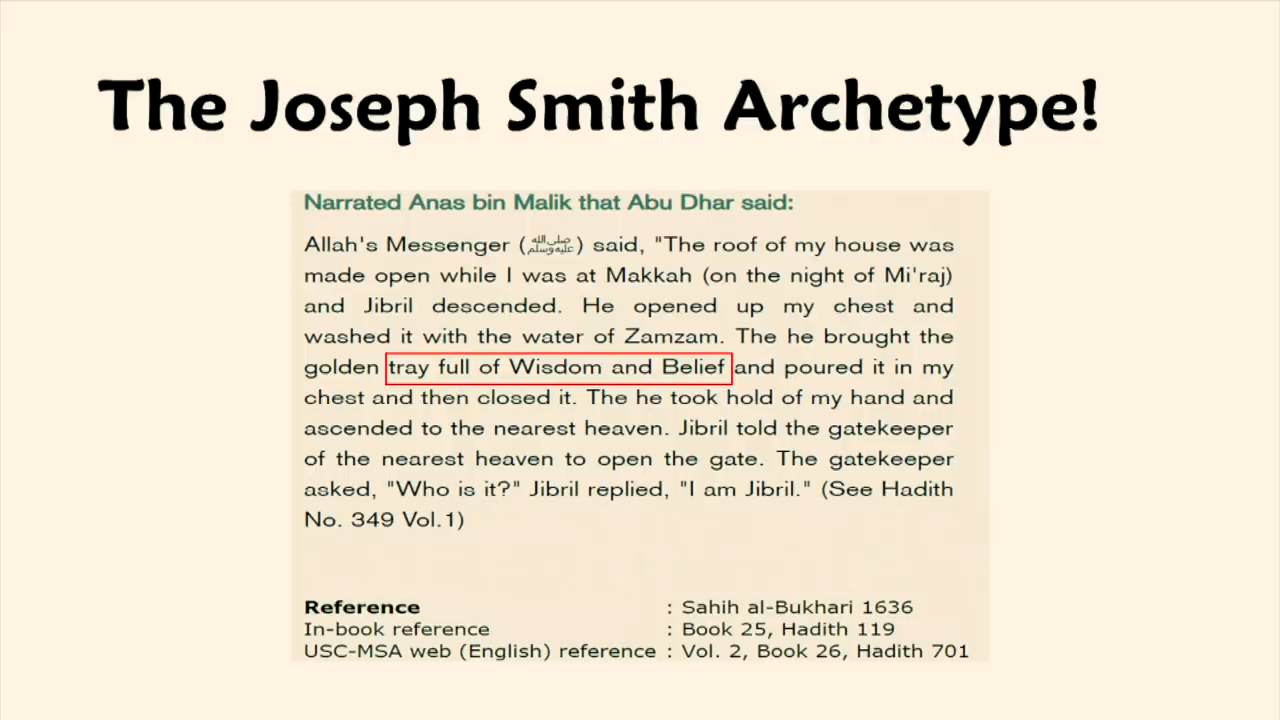 The Joseph Smith Archetype!
Narrated Anas bin Malik that Abu Dhar said:
Allah's Messenger (ﷺ) said, "The roof of my house was
made open while I was at Makkah (on the night of Mi'raj)
and Jibril descended. He opened up my chest and
washed it with the water of Zamzam. The he brought the
golden tray full of Wisdom and Belief and poured it in my
chest and then closed it. The he took hold of my hand and
ascended to the nearest heaven. Jibril told the gatekeeper
of the nearest heaven to open the gate. The gatekeeper
asked, "Who is it?" Jibril replied, "I am Jibril." (See Hadith
No. 349 Vol.1)
Reference : Sahih al-Bukhari 1636
In-book reference : Book 25, Hadith 119
USC-MSA web (English) reference : Vol. 2, Book 26, Hadith 701